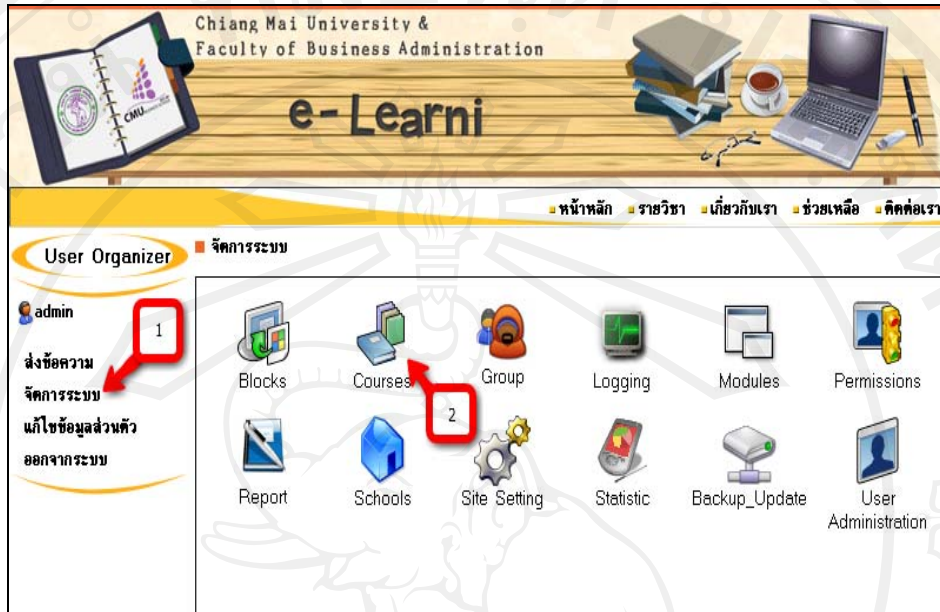 Chiang Mai University &
Faculty of Business Administration
CMU
e-Learni
หน้าหลัก รายวิชา เกี่ยวกับเรา ช่วยเหลือ ติดต่อเรา
User Organizer
จัดการระบบ
admin
1
ส่งข้อความ
จัดการระบบ
แก้ไขข้อมูลส่วนตัว
ออกจากระบบ
Blocks Courses Group Logging Modules Permissions
2
Report Schools Site Setting Statistic Backup_Update User
Administration